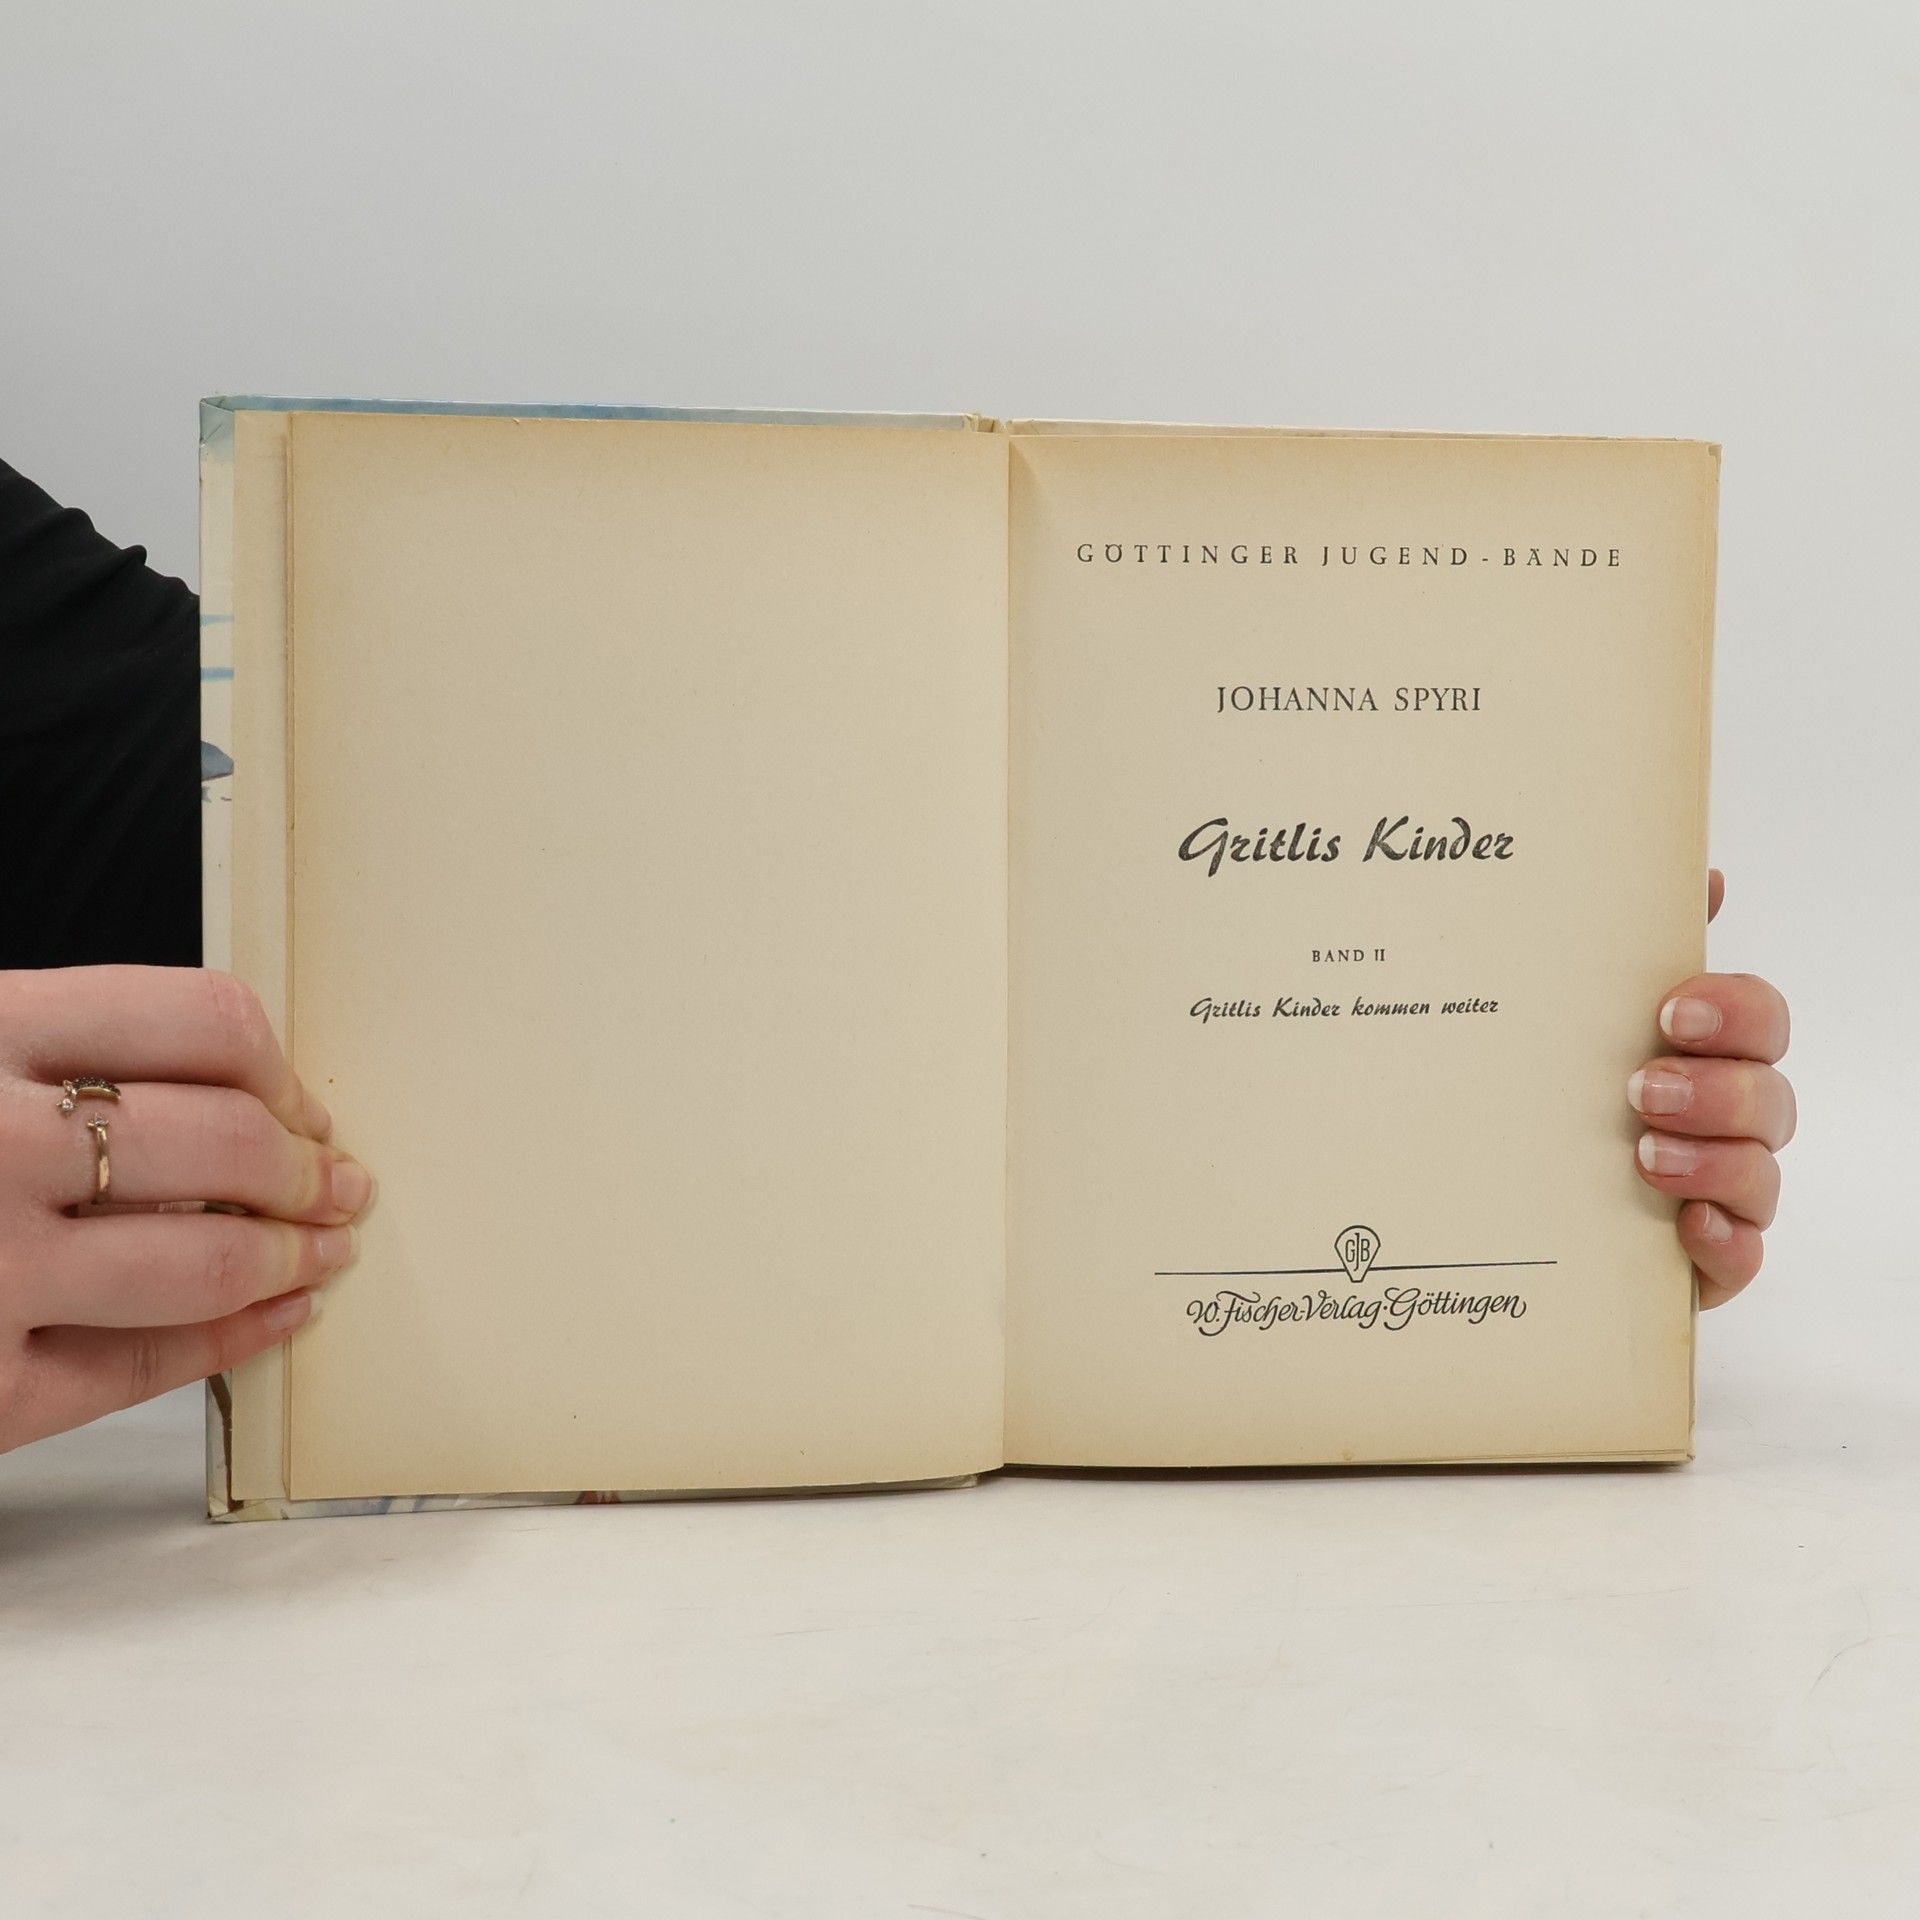 GÖTTINGER JUGEND-BÄNDE
JOHANNA SPYRI
Gritlis Kinder
BAND II
Gritlis Kinder kommen weiter
GJB
W. Fischer-Verlag · Göttingen